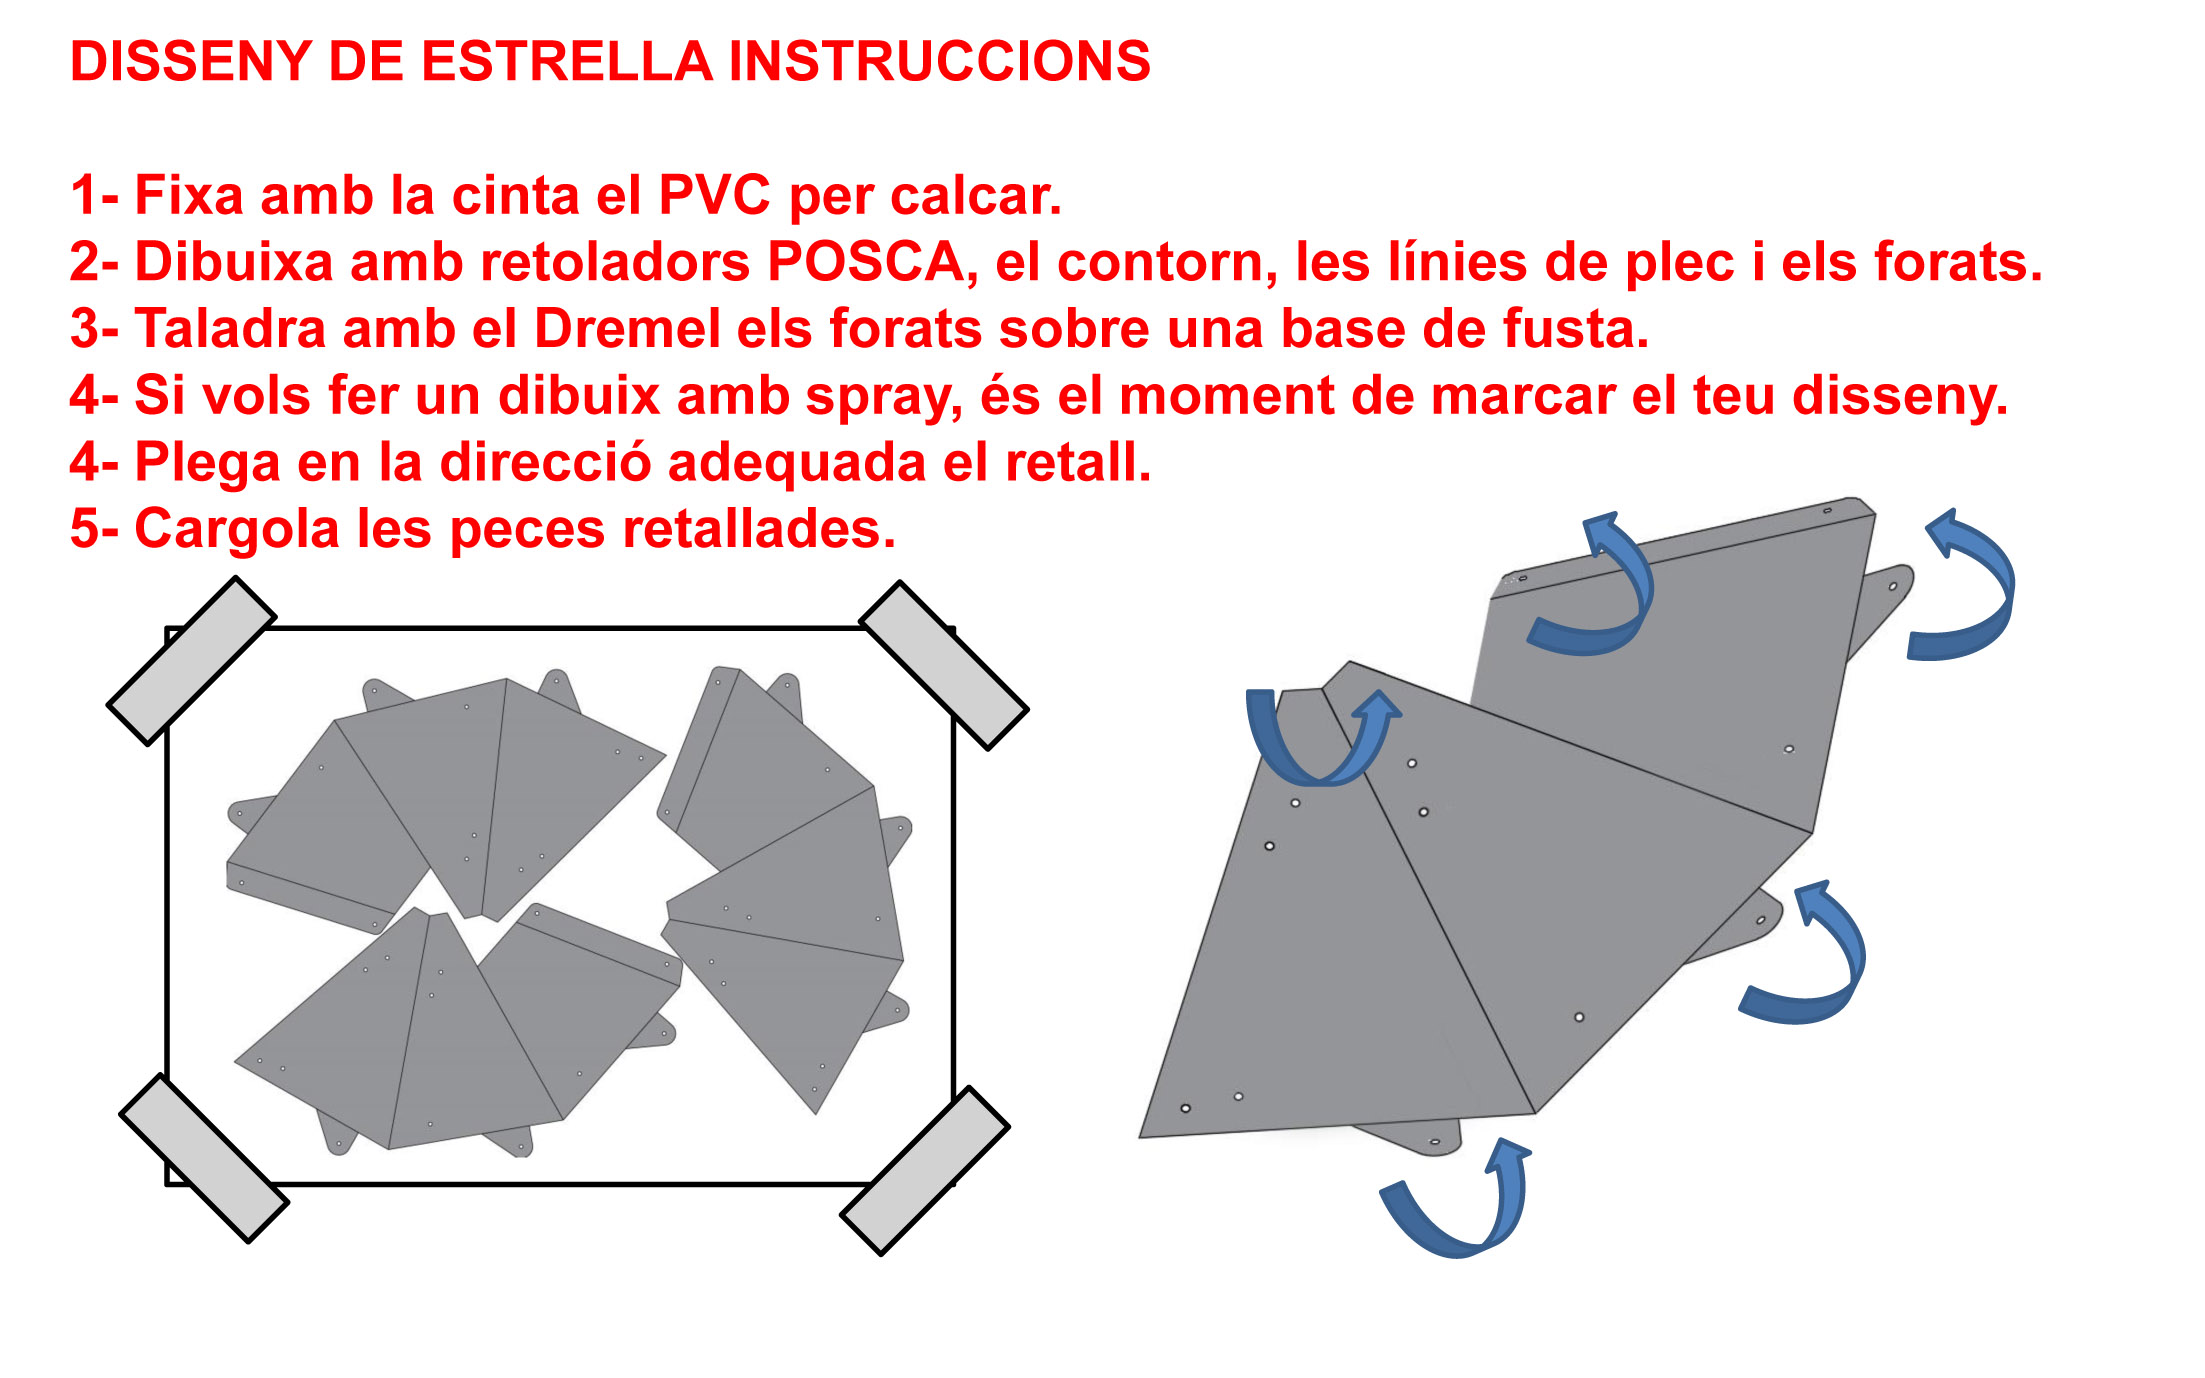 DISSENY DE ESTRELLA INSTRUCCIONS
1- Fixa amb la cinta el PVC per calcar.
2- Dibuixa amb retoladors POSCA, el contorn, les línies de plec i els forats.
3- Taladra amb el Dremel els forats sobre una base de fusta.
4- Si vols fer un dibuix amb spray, és el moment de marcar el teu disseny.
4- Plega en la direcció adequada el retall.
5- Cargola les peces retallades.